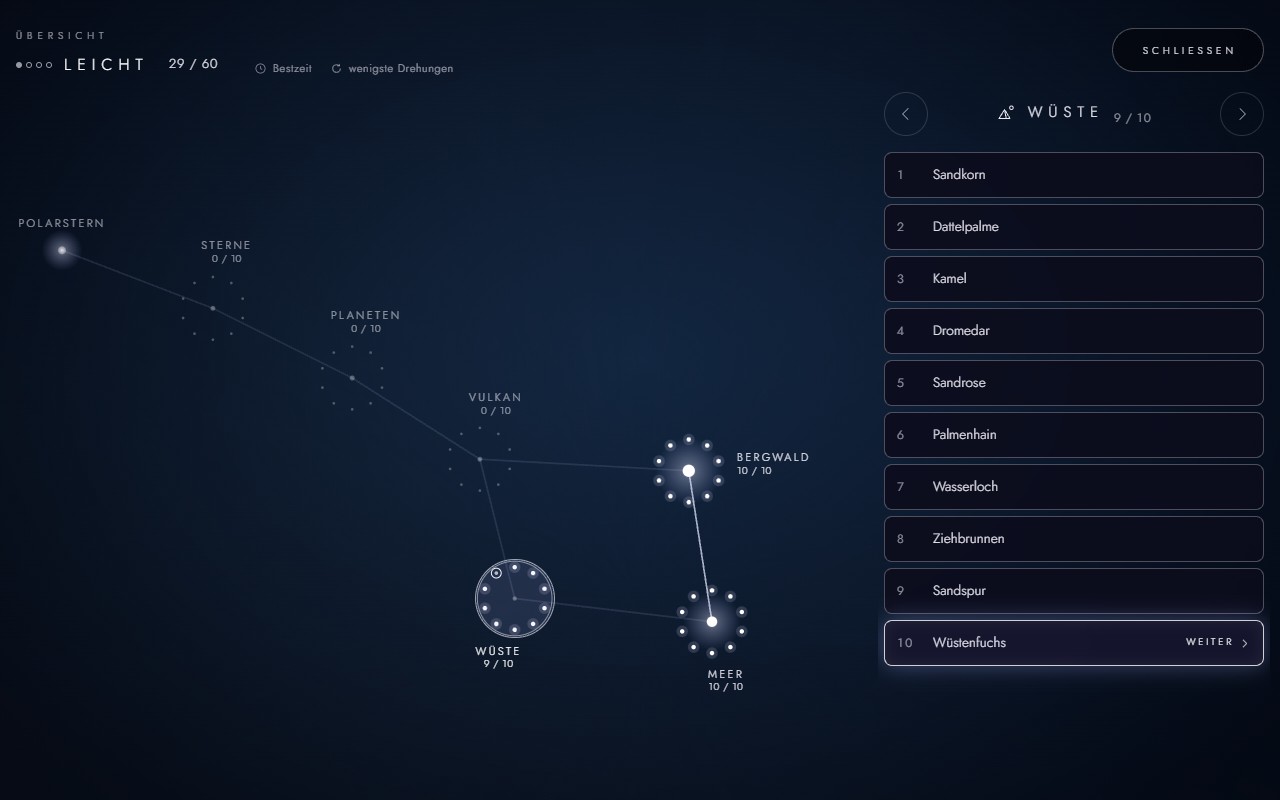 ÜBERSICHT
LEICHT 29 / 60 Bestzeit wenigste Drehungen
SCHLIESSEN
POLARSTERN
STERNE
0 / 10
PLANETEN
0 / 10
VULKAN
0 / 10
BERGWALD
10 / 10
WÜSTE
9 / 10
MEER
10 / 10
WÜSTE 9 / 10
1 Sandkorn
2 Dattelpalme
3 Kamel
4 Dromedar
5 Sandrose
6 Palmenhain
7 Wasserloch
8 Ziehbrunnen
9 Sandspur
10 Wüstenfuchs WEITER